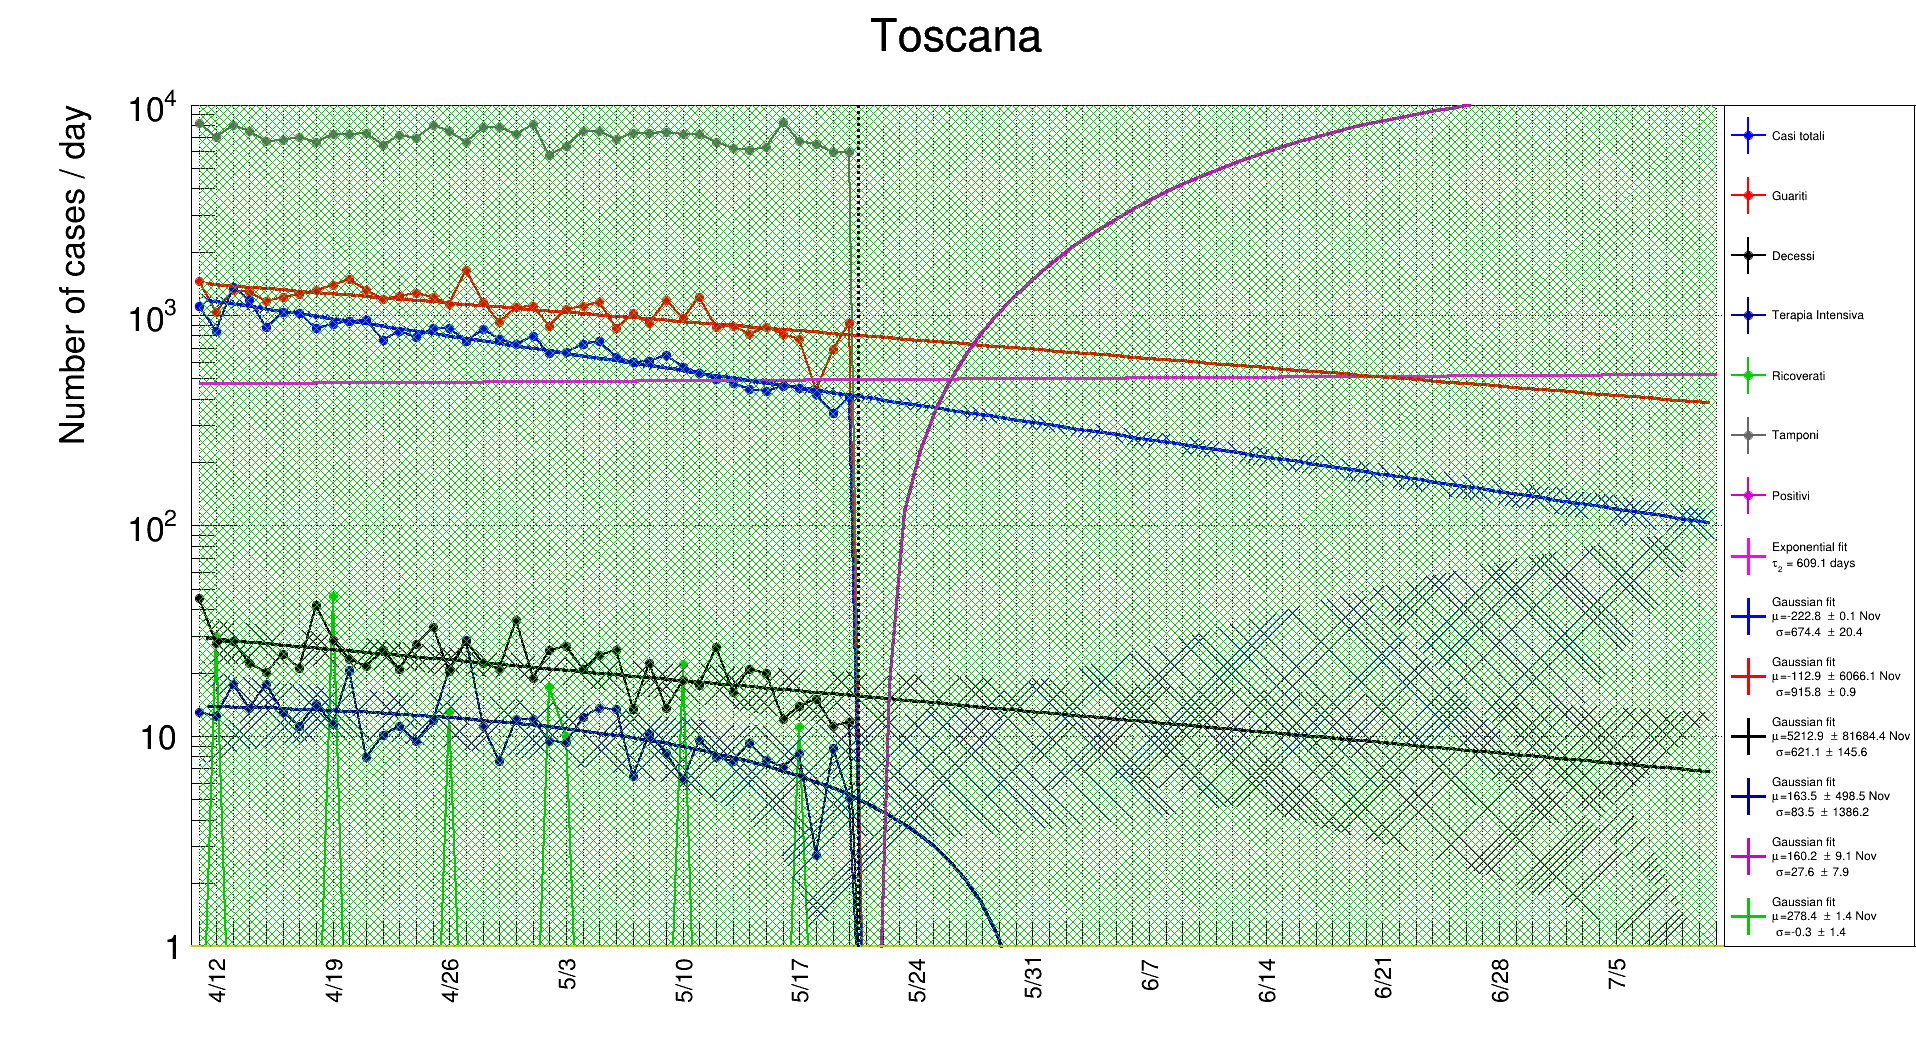 Toscana
Number of cases / day
10^4
10^3
10^2
10
1
4/12
4/19
4/26
5/3
5/10
5/17
5/24
5/31
6/7
6/14
6/21
6/28
7/5
Casi totali
Guariti
Decessi
Terapia Intensiva
Ricoverati
Tamponi
Positivi
Exponential fit
τ_2 = 609.1 days
Gaussian fit
μ=-222.8 ± 0.1 Nov
σ=674.4 ± 20.4
Gaussian fit
μ=-112.9 ± 6066.1 Nov
σ=915.8 ± 0.9
Gaussian fit
μ=5212.9 ± 81684.4 Nov
σ=621.1 ± 145.6
Gaussian fit
μ=163.5 ± 498.5 Nov
σ=83.5 ± 1386.2
Gaussian fit
μ=160.2 ± 9.1 Nov
σ=27.6 ± 7.9
Gaussian fit
μ=278.4 ± 1.4 Nov
σ=-0.3 ± 1.4